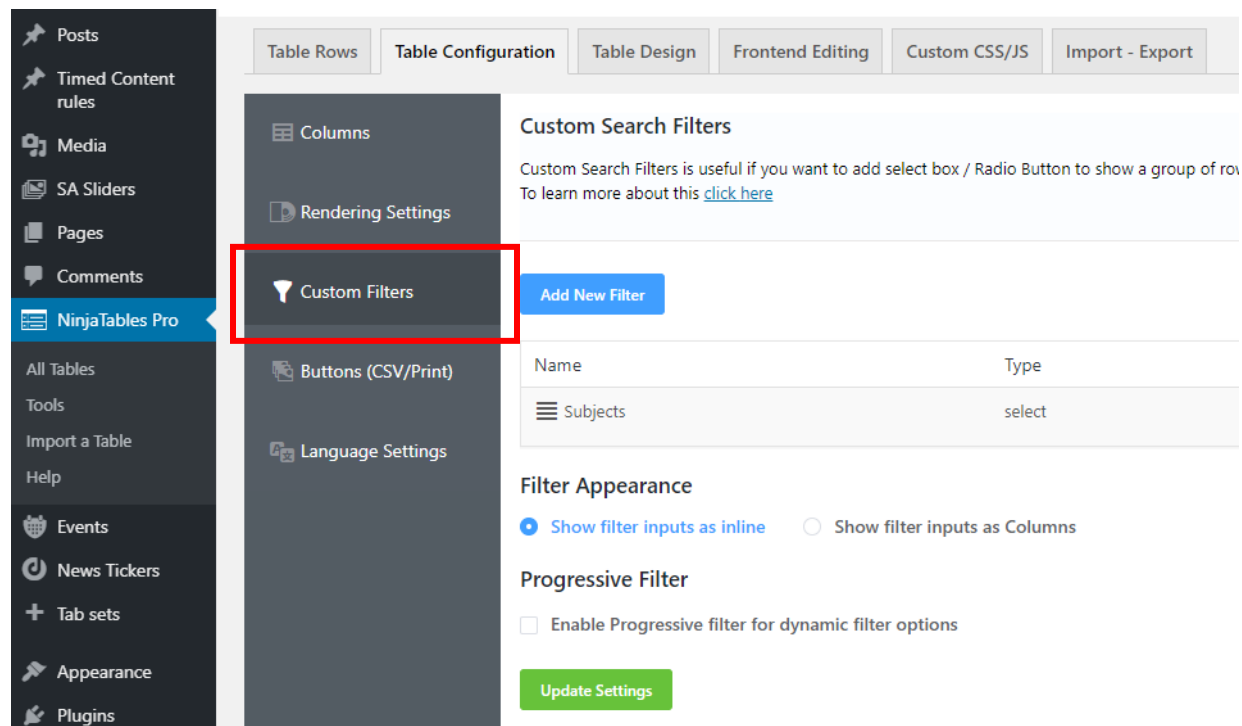 Posts
Timed Content
rules
Media
SA Sliders
Pages
Comments
NinjaTables Pro
All Tables
Tools
Import a Table
Help
Events
News Tickers
Tab sets
Appearance
Plugins
Table Rows
Table Configuration
Table Design
Frontend Editing
Custom CSS/JS
Import - Export
Columns
Rendering Settings
Custom Filters
Buttons (CSV/Print)
Language Settings
Custom Search Filters
Custom Search Filters is useful if you want to add select box / Radio Button to show a group of
To learn more about this click here
Add New Filter
Name Type
Subjects select
Filter Appearance
Show filter inputs as inline Show filter inputs as Columns
Progressive Filter
Enable Progressive filter for dynamic filter options
Update Settings